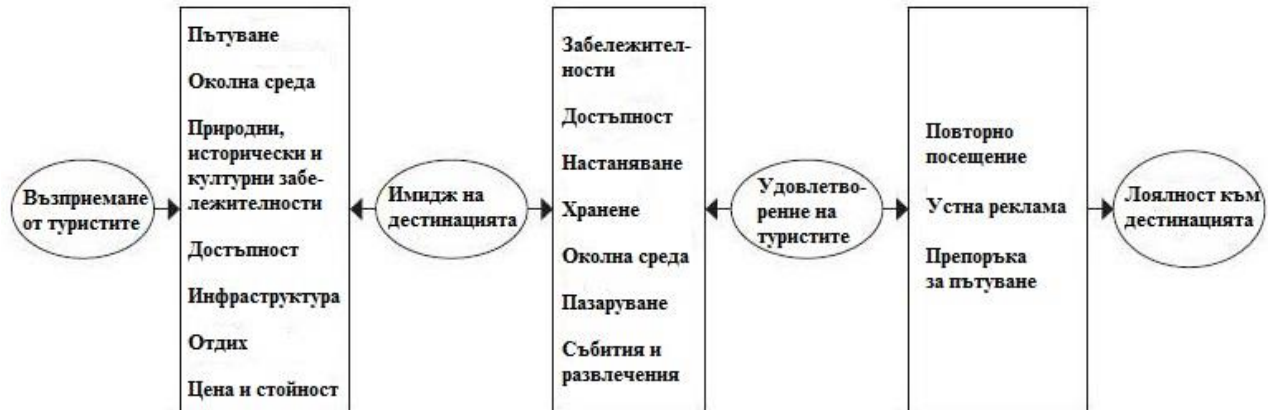 Възприемане
от туристите
Пътуване
Околна среда
Природни,
исторически и
културни забе-
лежителности
Достъпност
Инфраструктура
Отдих
Цена и стойност
Имидж на
дестинацията
Забележител-
ности
Достъпност
Настаняване
Хранене
Околна среда
Пазаруване
Събития и
развлечения
Удовлетво-
рение на
туристите
Повторно
посещение
Устна реклама
Препоръка
за пътуване
Лоялност към
дестинацията